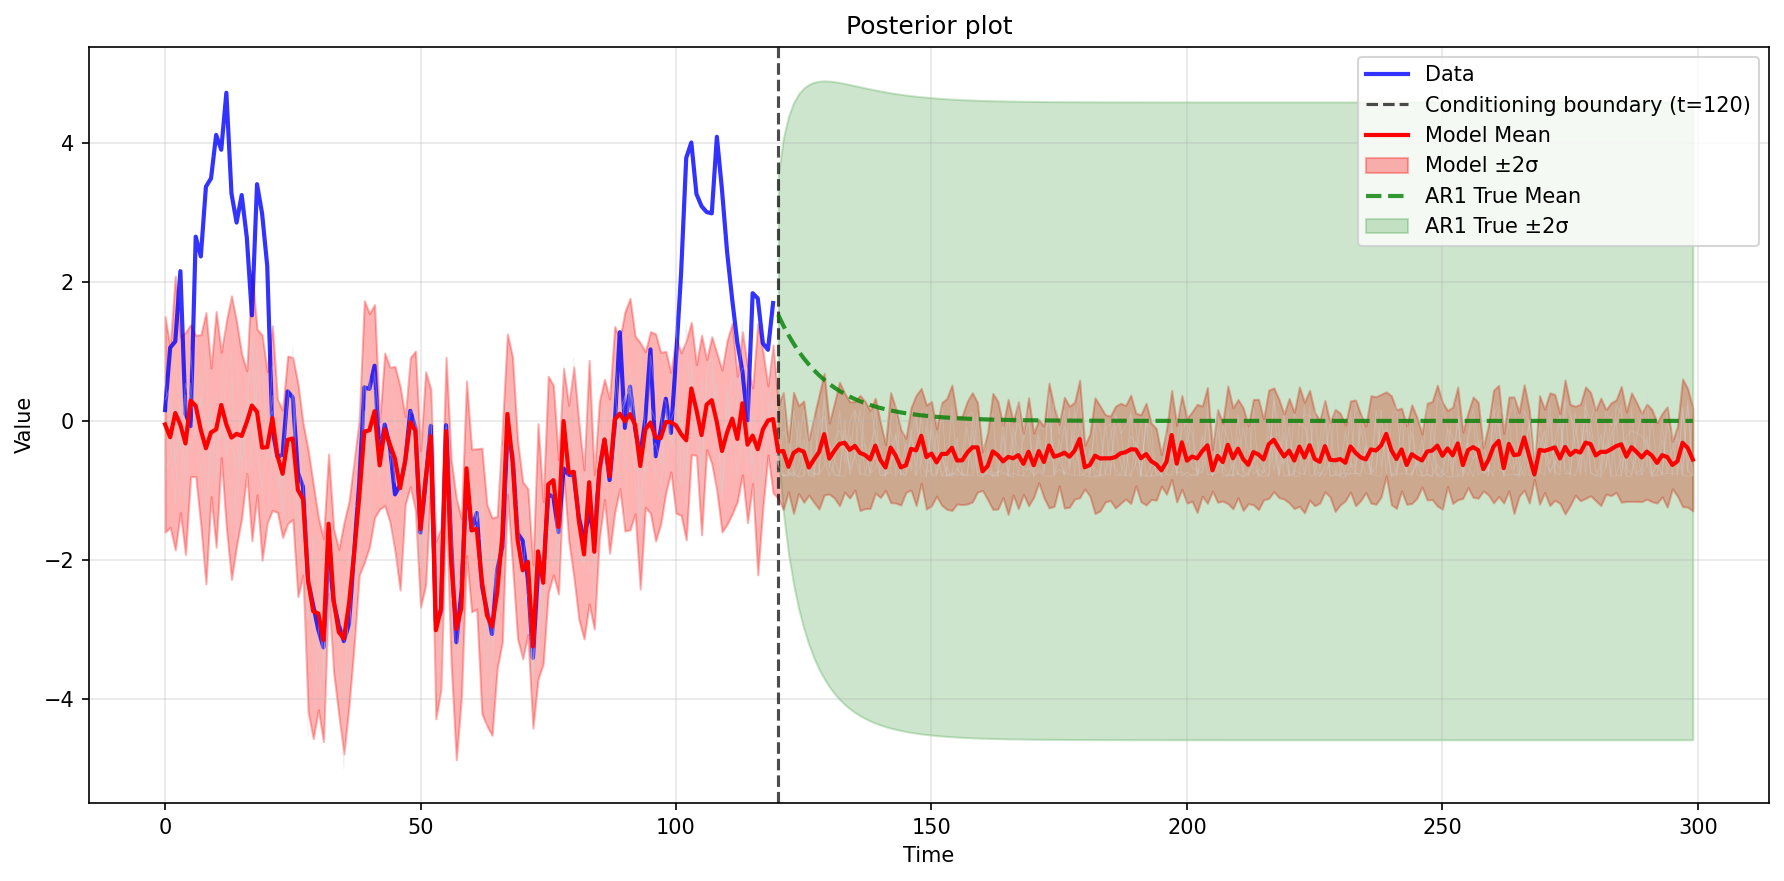 Posterior plot
Data
Conditioning boundary (t=120)
Model Mean
Model ±2σ
AR1 True Mean
AR1 True ±2σ
Value
4
2
0
−2
−4
0 50 100 150 200 250 300
Time